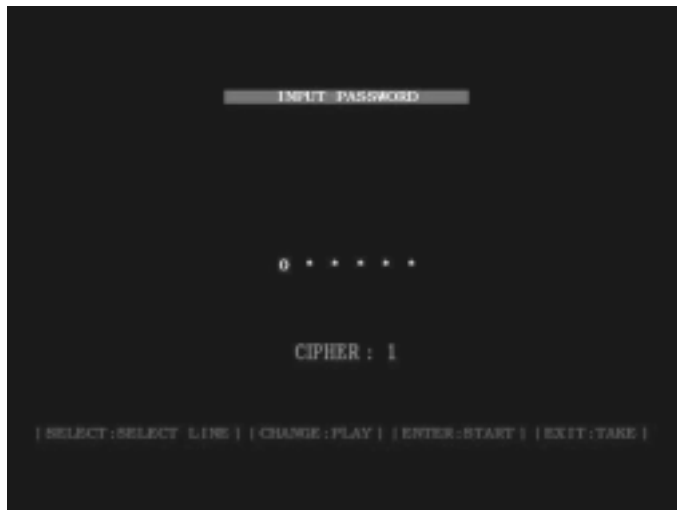 INPUT PASSWORD
0 * * * * *
CIPHER : 1
[ SELECT:SELECT LINE ] [ CHANGE:PLAY ] [ ENTER:START ] [ EXIT:TAKE ]